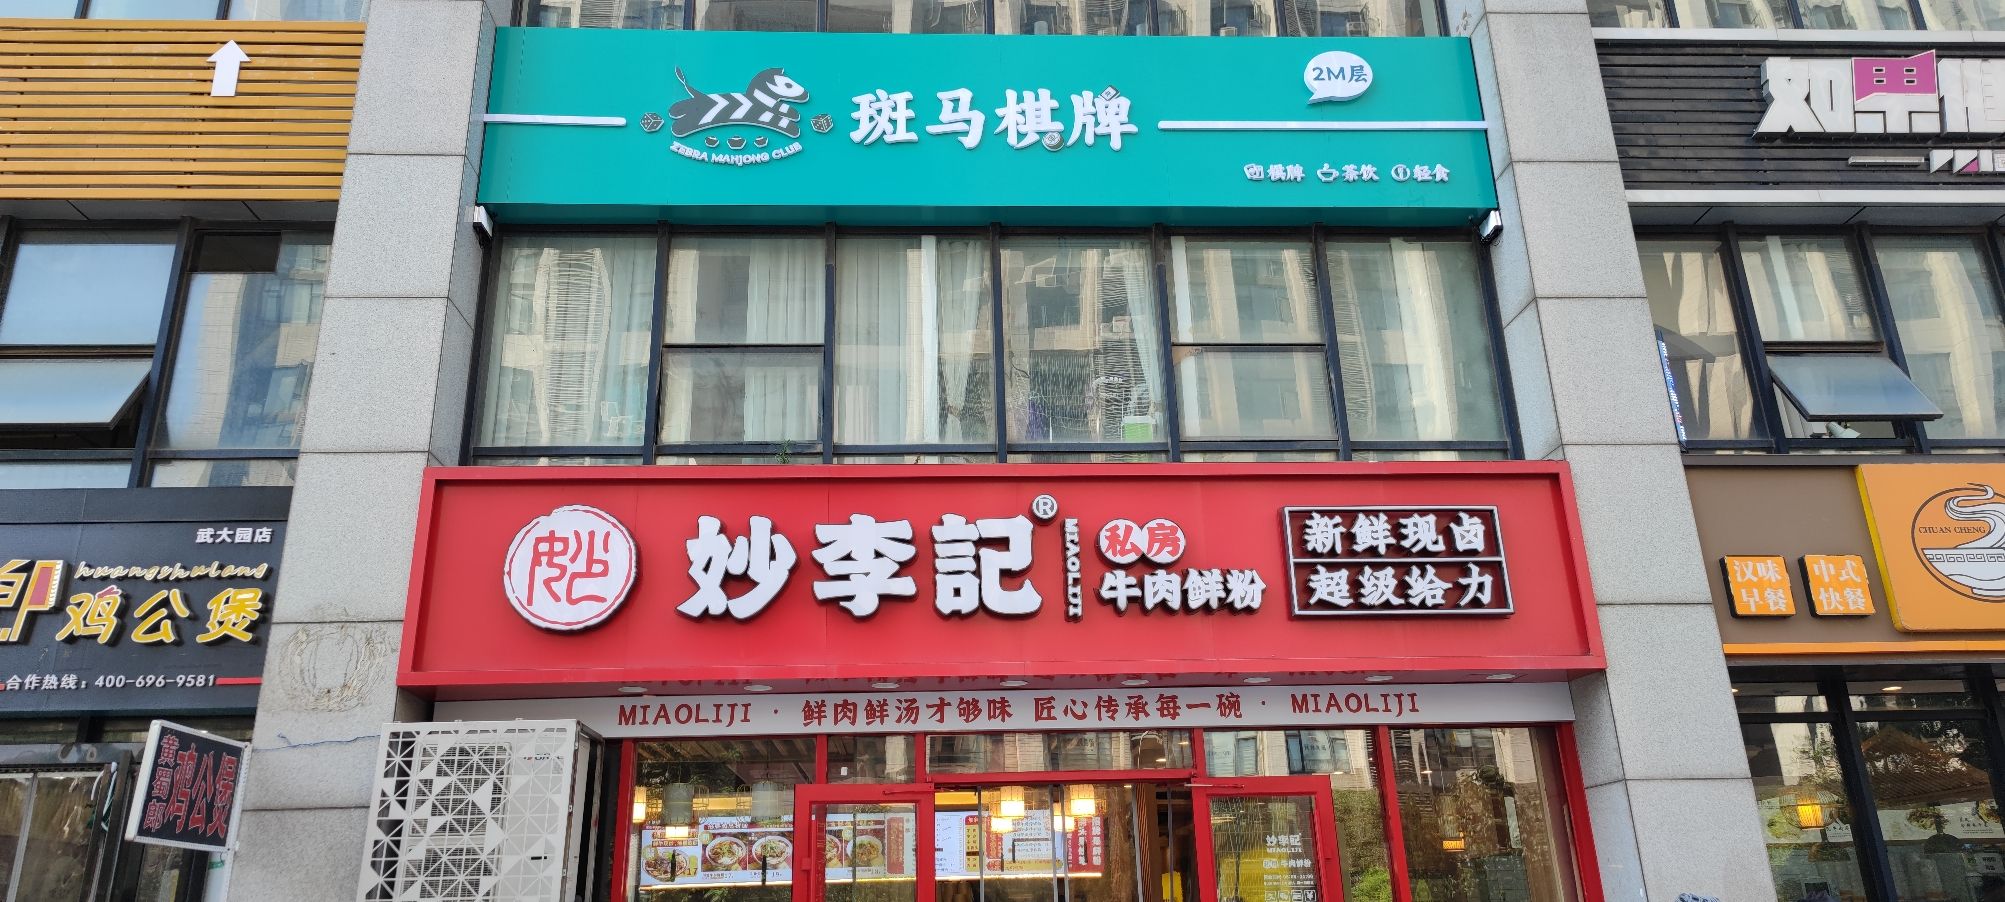 斑马棋牌
ZEBRA MAHJONG CLUB
2M层
棋牌 茶饮 轻食
如果
武大园店
huangshulang
鸡公煲
合作热线：400-696-9581
黄蜀郎
鸡公煲
妙李記®
MIAOLIJI
私房
牛肉鲜粉
新鲜现卤
超级给力
MIAOLIJI · 鲜肉鲜汤才够味 匠心传承每一碗 · MIAOLIJI
CHUAN CHENG
汉味
早餐
中式
快餐
妙李記
MIAOLIJI
牛肉鲜粉